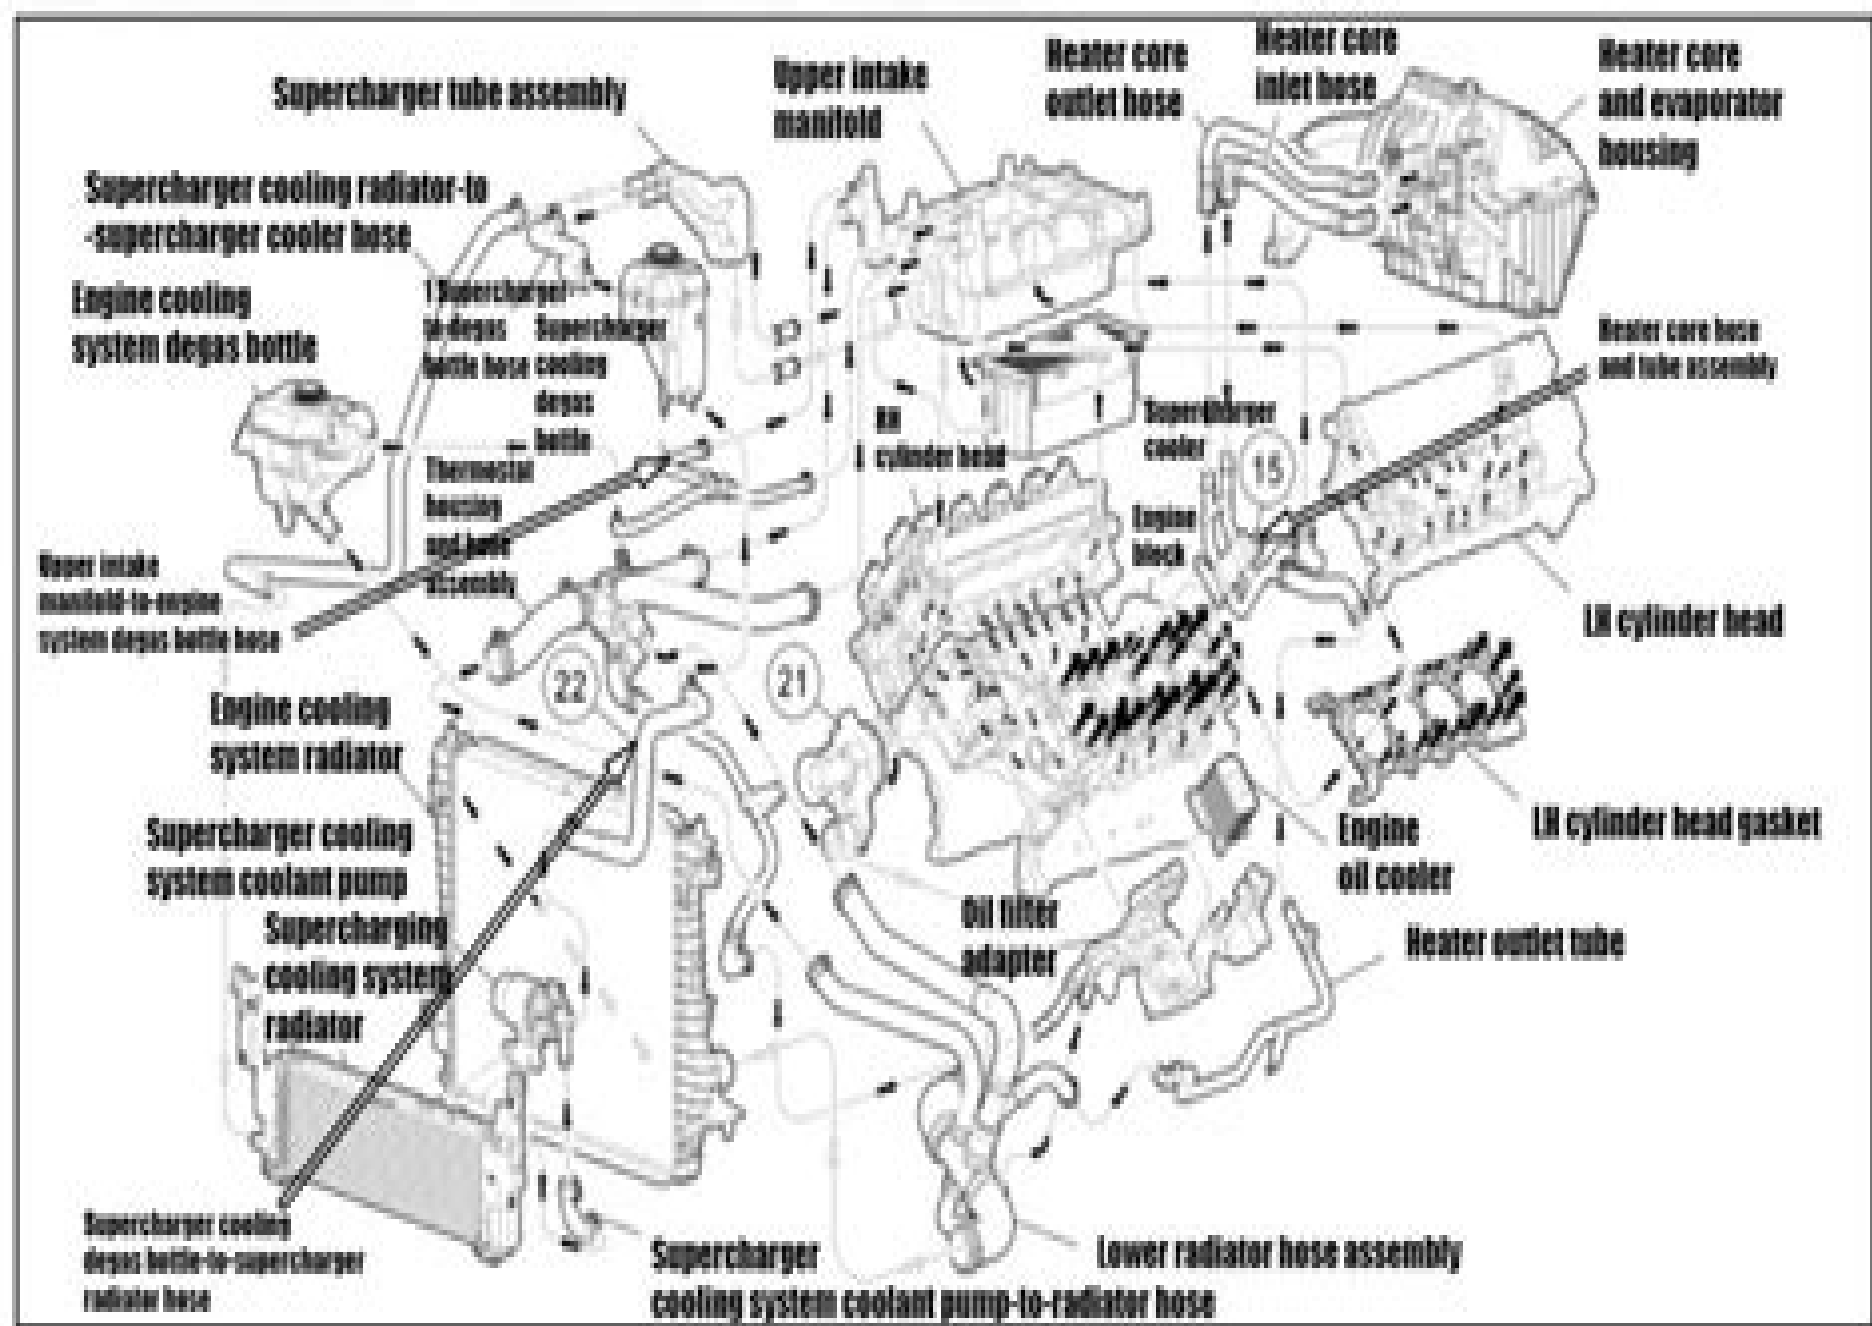 Supercharger tube assembly
Upper intake
manifold
Heater core
outlet hose
Heater core
inlet hose
Heater core
and evaporator
housing
Supercharger cooling radiator-to
-supercharger cooler hose
Engine cooling
system degas bottle
Supercharger-
to-degas
bottle hose
Supercharger
cooling
degas
bottle
Heater core hose
and tube assembly
RH
cylinder head
Supercharger
cooler
15
Thermostat
housing
assembly
Engine
block
Upper intake
manifold-to-engine
system degas bottle hose
LH cylinder head
22
21
Engine cooling
system radiator
Supercharger cooling
system coolant pump
Engine
oil cooler
LH cylinder head gasket
Supercharging
cooling system
radiator
Oil filter
adapter
Heater outlet tube
Supercharger cooling
degas bottle-to-supercharger
radiator hose
Supercharger
cooling system coolant pump-to-radiator hose
Lower radiator hose assembly